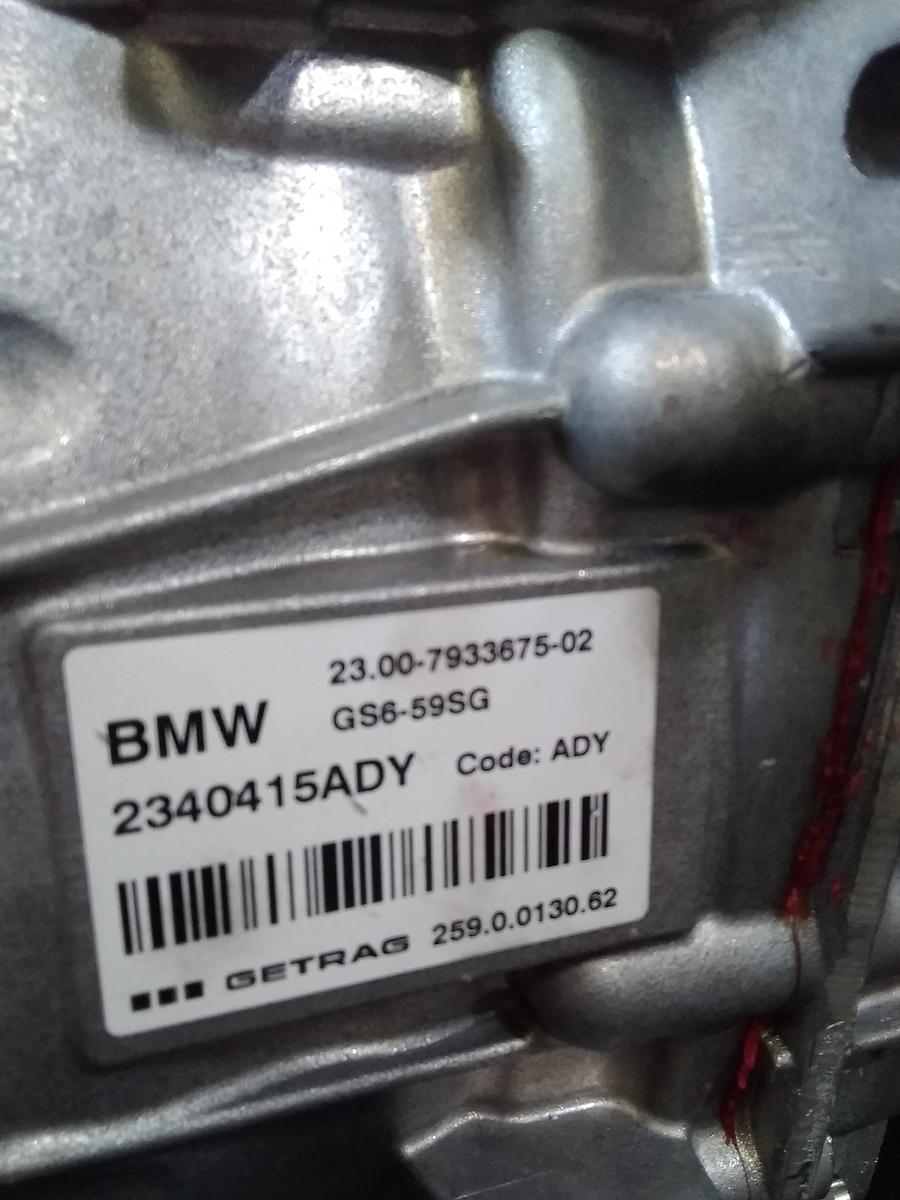 23.00-7933675-02
BMW GS6-59SG
2340415ADY Code: ADY
GETRAG 259.0.0130.62